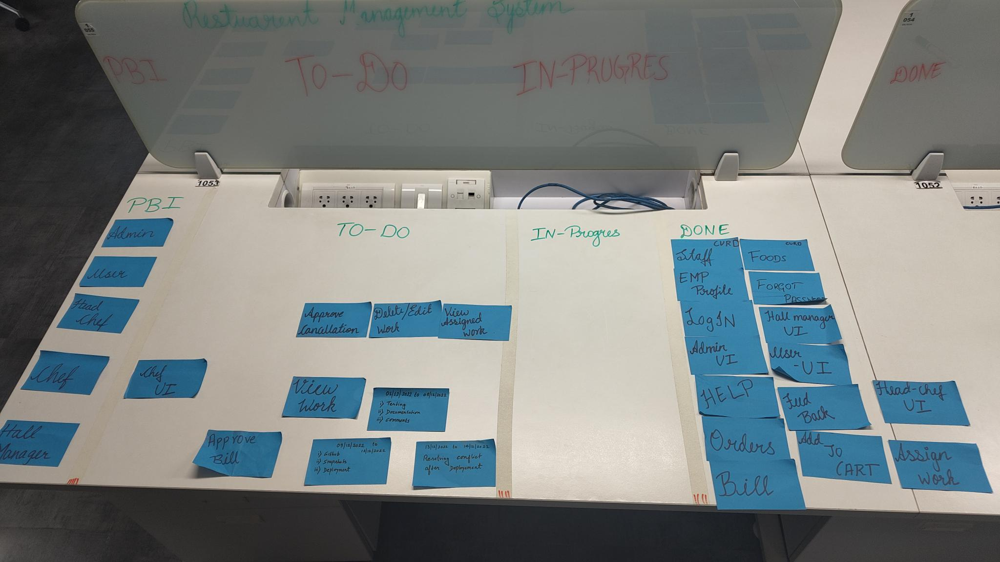 Restuarent Management System
PBI
TO-DO
IN-PROGRES
DONE
1
055
1
054
1053
1052
PBI
TO-DO
IN-Progres
DONE
Admin
User
Head
Chef
Chef
Hall
Manager
Chef
UI
Approve
Cancellation
Delete/Edit
Work
View
Assigned
Work
View
Work
01/12/2022 to 08/12/2022
i) Testing
ii) Documentation
iii) Comments
Approve
Bill
09/12/2022 to
12/12/2022
i) Github
ii) Snapshots
iii) Deployment
13/12/2022 to 14/12/2022
Resolving conflict
after Deployement
CURD
Staff
CURD
FOODS
EMP
Profile
FORGOT
PASSWORD
LogIN
Hall manager
UI
Admin
UI
User
-UI
HELP
Feed
Back
Head-chef
UI
Orders
Add
TO
CART
Assign
Work
Bill